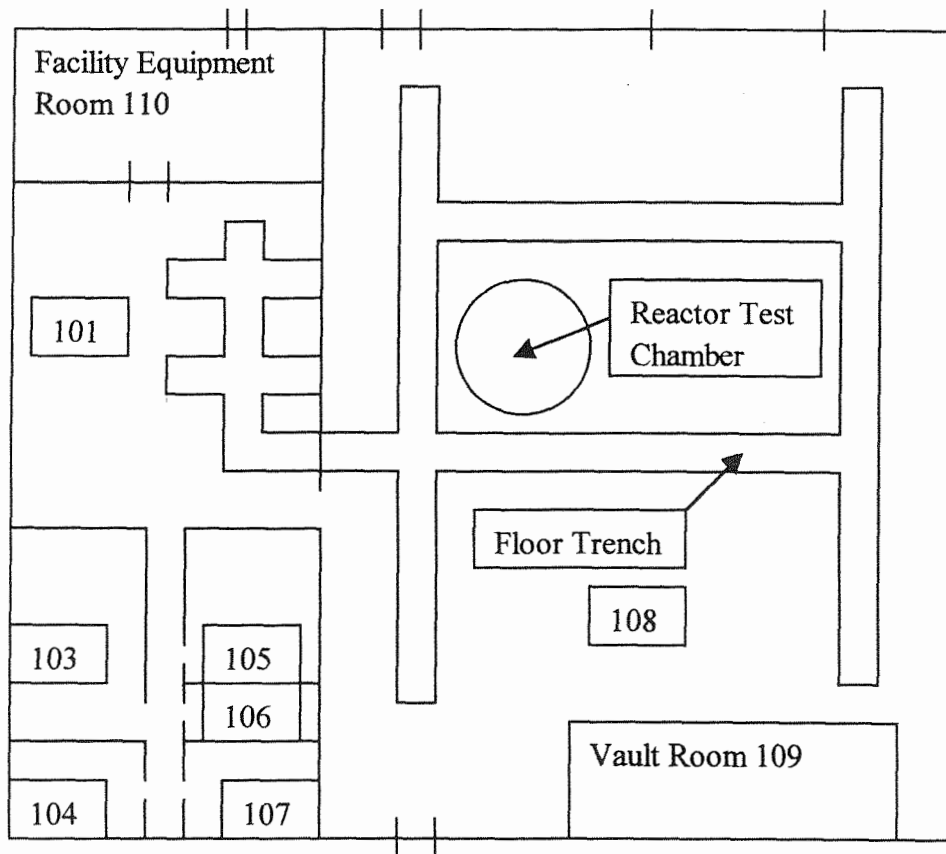 Facility Equipment
Room 110
101
Reactor Test
Chamber
Floor Trench
108
103
105
106
Vault Room 109
104
107